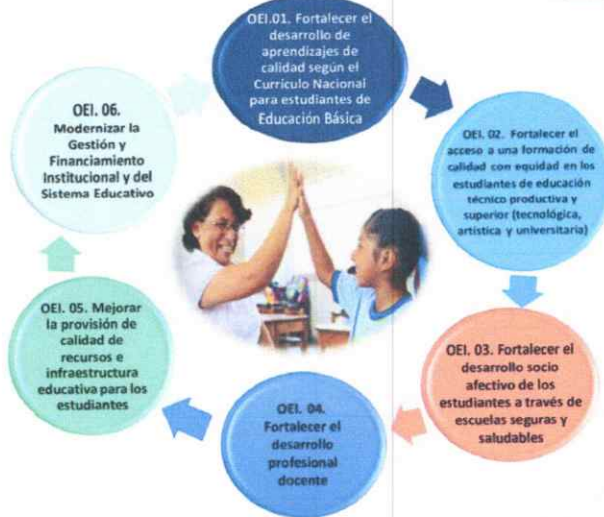 OEI.01. Fortalecer el
desarrollo de
aprendizajes de
calidad según el
Currículo Nacional
para estudiantes de
Educación Básica
OEI. 02. Fortalecer el
acceso a una formación de
calidad con equidad en los
estudiantes de educación
técnico productiva y
superior (tecnológica,
artística y universitaria)
OEI. 03. Fortalecer el
desarrollo socio
afectivo de los
estudiantes a través de
escuelas seguras y
saludables
OEI. 04.
Fortalecer el
desarrollo
profesional
docente
OEI. 05. Mejorar
la provisión de
calidad de
recursos e
infraestructura
educativa para los
estudiantes
OEI. 06.
Modernizar la
Gestión y
Financiamiento
Institucional y del
Sistema Educativo